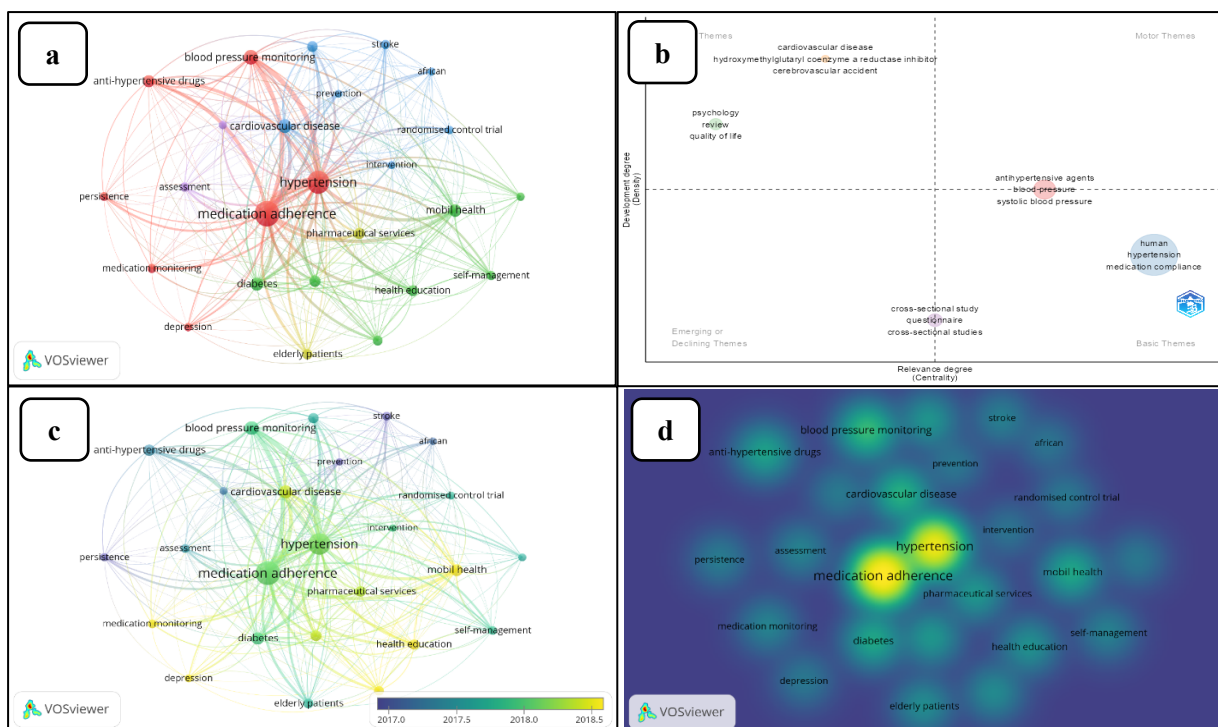 a
stroke
blood pressure monitoring
anti-hypertensive drugs
african
prevention
cardiovascular disease
randomised control trial
intervention
hypertension
assessment
persistence
medication adherence
mobil health
pharmaceutical services
medication monitoring
self-management
diabetes
health education
depression
elderly patients
VOSviewer
b
Themes
Motor Themes
cardiovascular disease
hydroxymethylglutaryl coenzyme a reductase inhibitor
cerebrovascular accident
psychology
review
quality of life
antihypertensive agents
blood pressure
systolic blood pressure
Development degree
(Density)
human
hypertension
medication compliance
cross-sectional study
questionnaire
cross-sectional studies
Emerging or
Declining Themes
Basic Themes
Relevance degree
(Centrality)
c
stroke
blood pressure monitoring
anti-hypertensive drugs
african
prevention
cardiovascular disease
randomised control trial
intervention
hypertension
assessment
persistence
medication adherence
mobil health
pharmaceutical services
medication monitoring
self-management
diabetes
health education
depression
elderly patients
VOSviewer
2017.0 2017.5 2018.0 2018.5
d
stroke
blood pressure monitoring
african
anti-hypertensive drugs
prevention
cardiovascular disease
randomised control trial
intervention
hypertension
assessment
persistence
medication adherence
mobil health
pharmaceutical services
medication monitoring
self-management
diabetes
health education
depression
elderly patients
VOSviewer